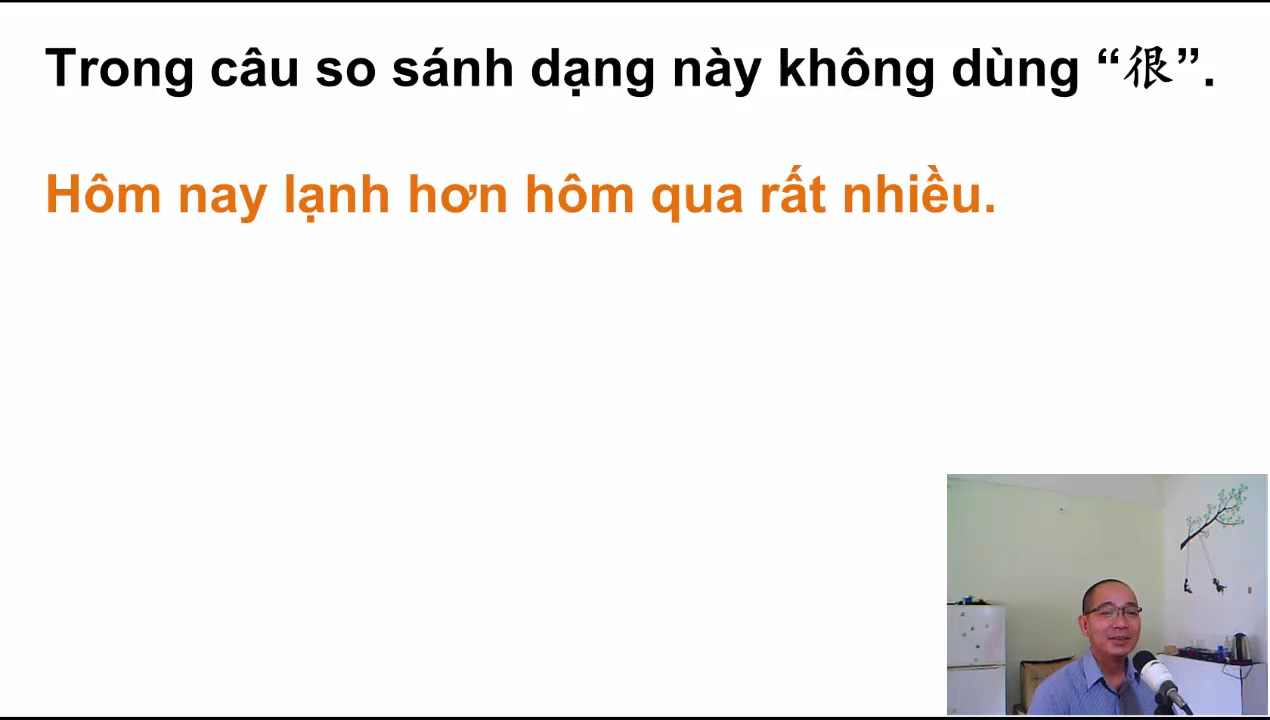 Trong câu so sánh dạng này không dùng “很”.
Hôm nay lạnh hơn hôm qua rất nhiều.